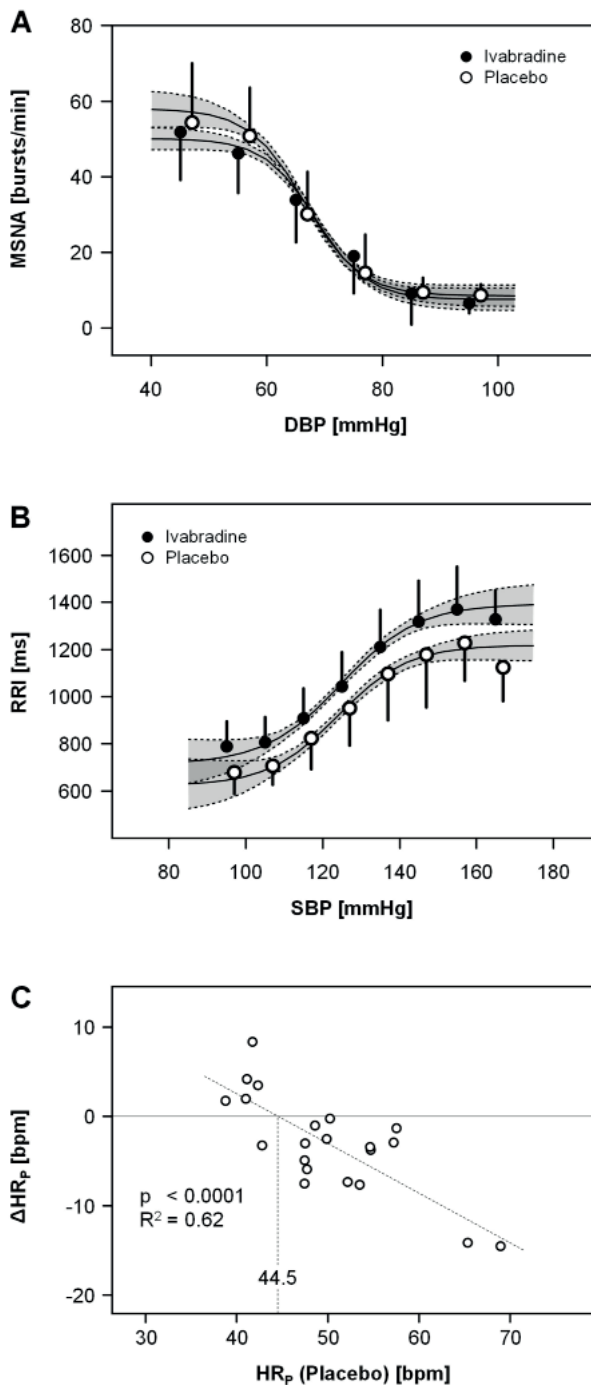 A
80
60
40
20
0
MSNA [bursts/min]
Ivabradine
Placebo
40 60 80 100
DBP [mmHg]
B
1600
1400
1200
1000
800
600
RRI [ms]
Ivabradine
Placebo
80 100 120 140 160 180
SBP [mmHg]
C
10
0
-10
-20
ΔHRP [bpm]
p < 0.0001
R² = 0.62
44.5
30 40 50 60 70
HRP (Placebo) [bpm]